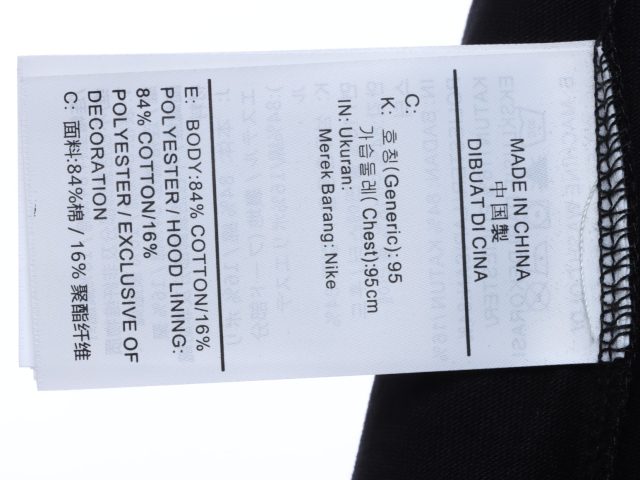 MADE IN CHINA
中国製
DIBUAT DI CINA
C:
K: 호칭(Generic): 95
가슴둘레( Chest):95cm
IN: Ukuran:
Merek Barang: Nike
E: BODY:84% COTTON/16%
POLYESTER / HOOD LINING:
84% COTTON/16%
POLYESTER / EXCLUSIVE OF
DECORATION
C: 面料:84%棉 / 16% 聚酯纤维